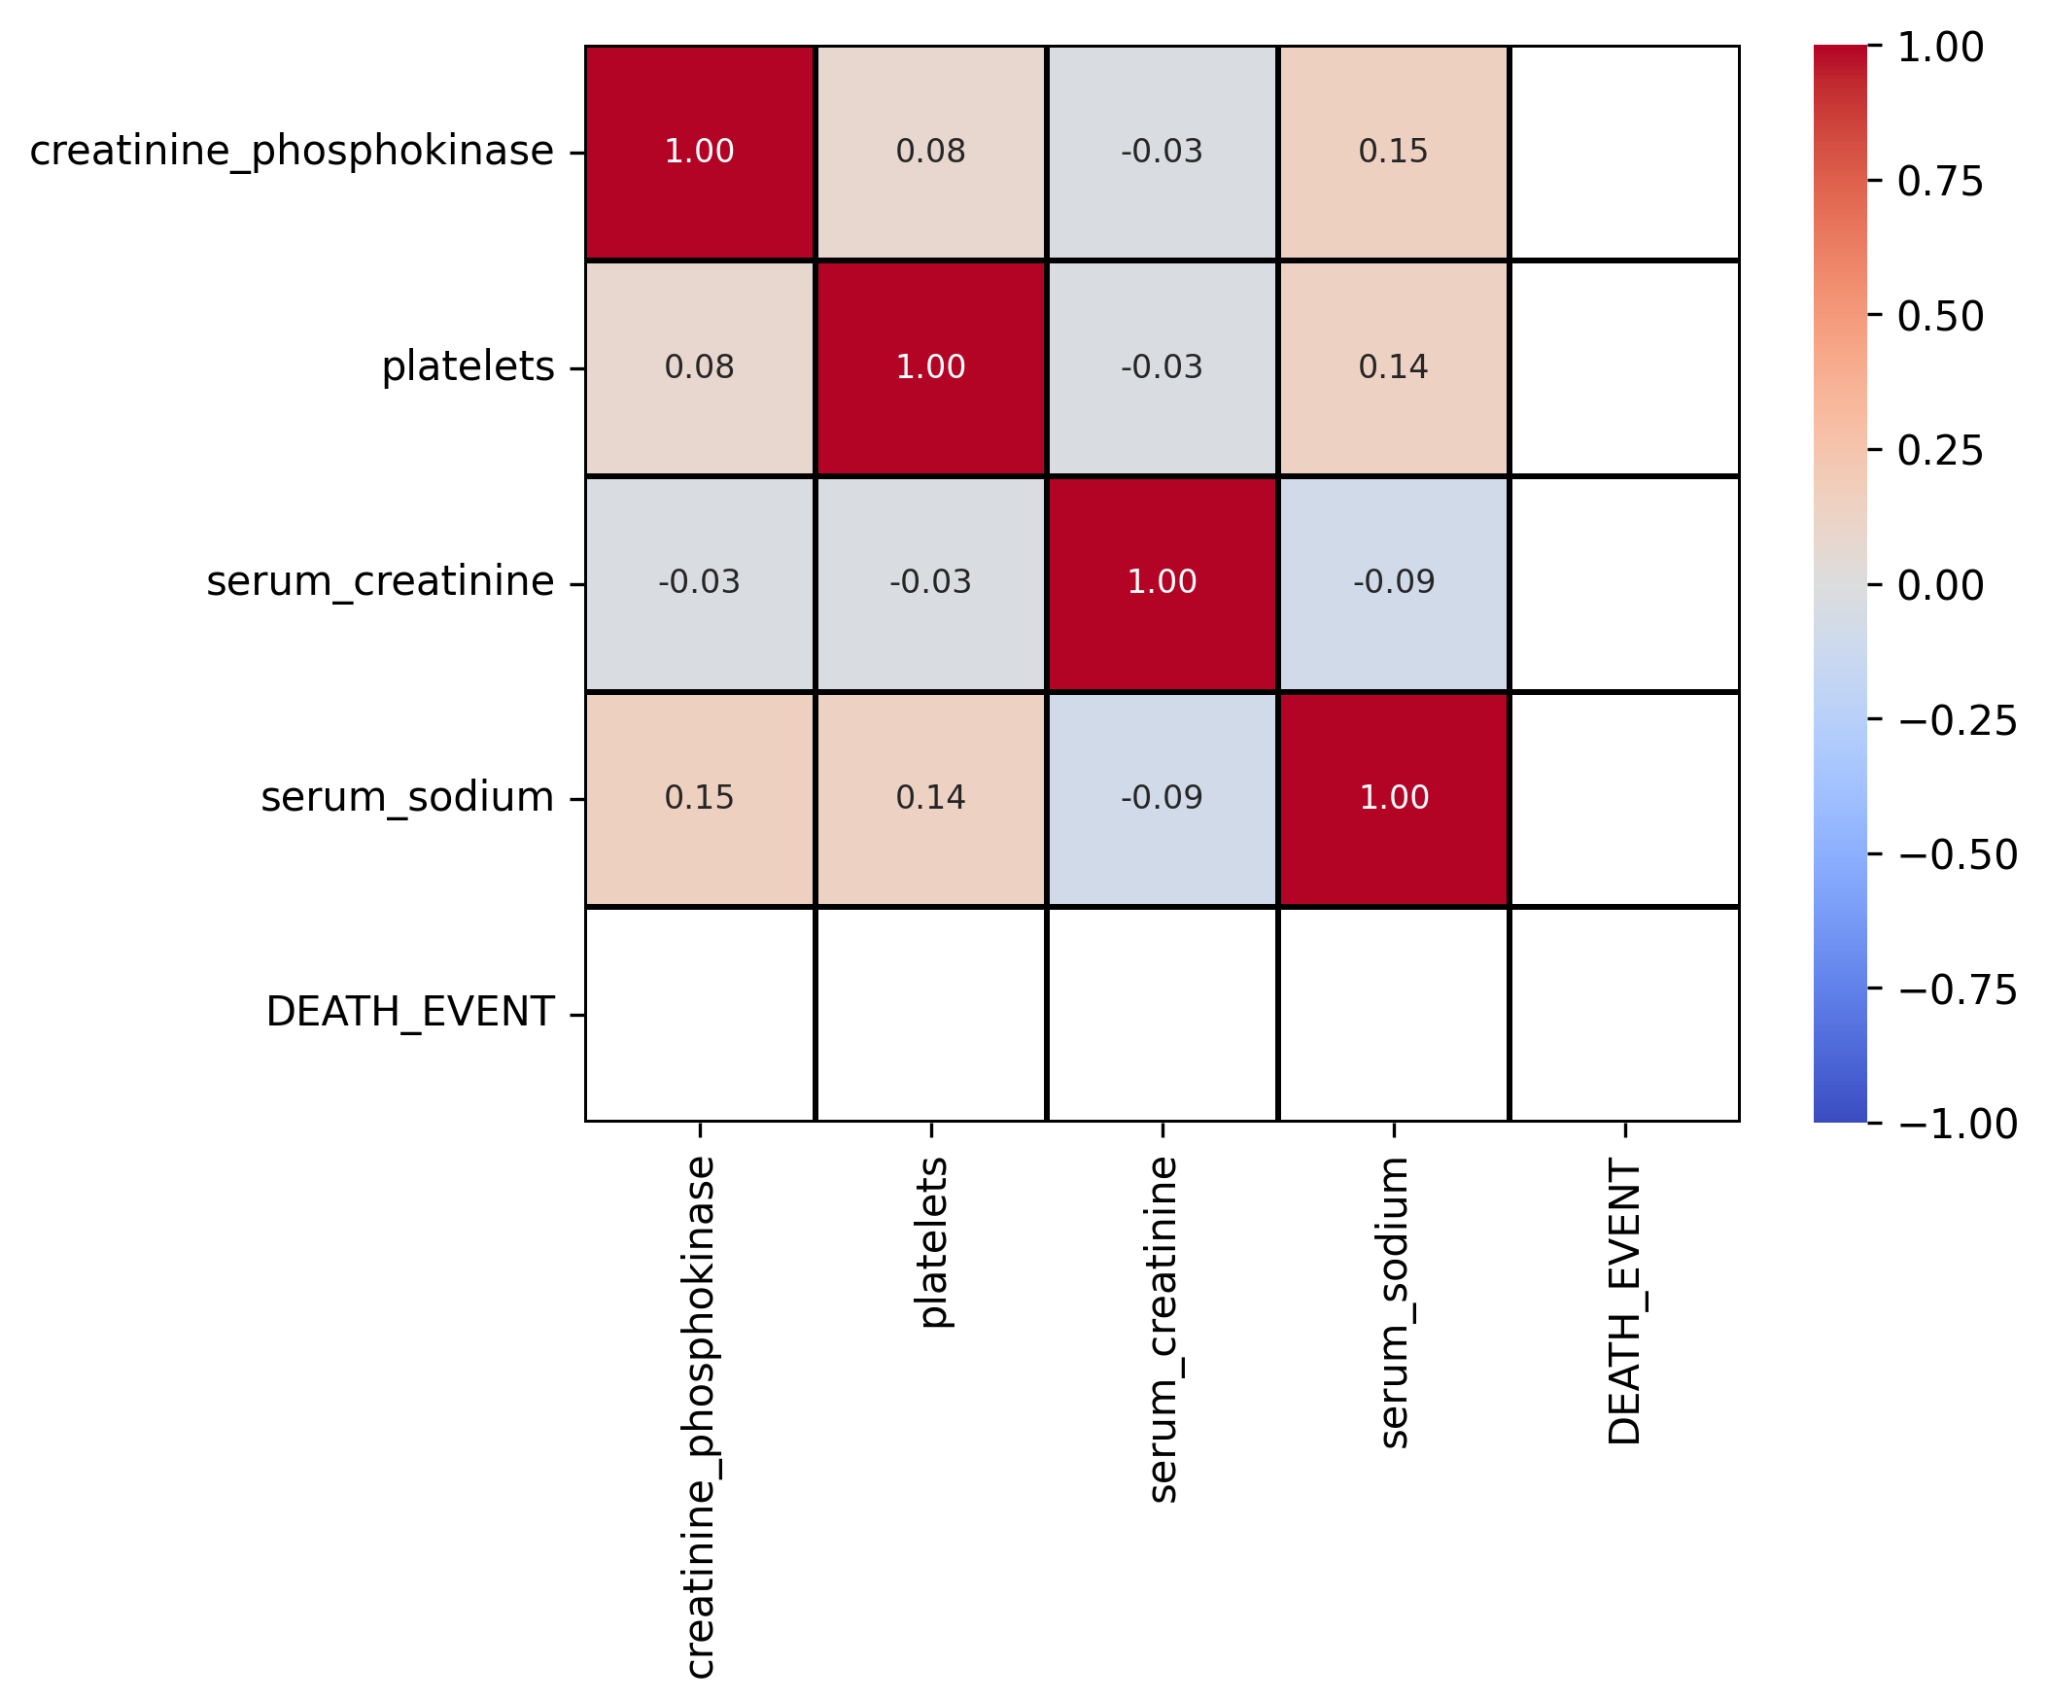 creatinine_phosphokinase 1.00 0.08 -0.03 0.15
platelets 0.08 1.00 -0.03 0.14
serum_creatinine -0.03 -0.03 1.00 -0.09
serum_sodium 0.15 0.14 -0.09 1.00
DEATH_EVENT
creatinine_phosphokinase
platelets
serum_creatinine
serum_sodium
DEATH_EVENT
1.00
0.75
0.50
0.25
0.00
−0.25
−0.50
−0.75
−1.00